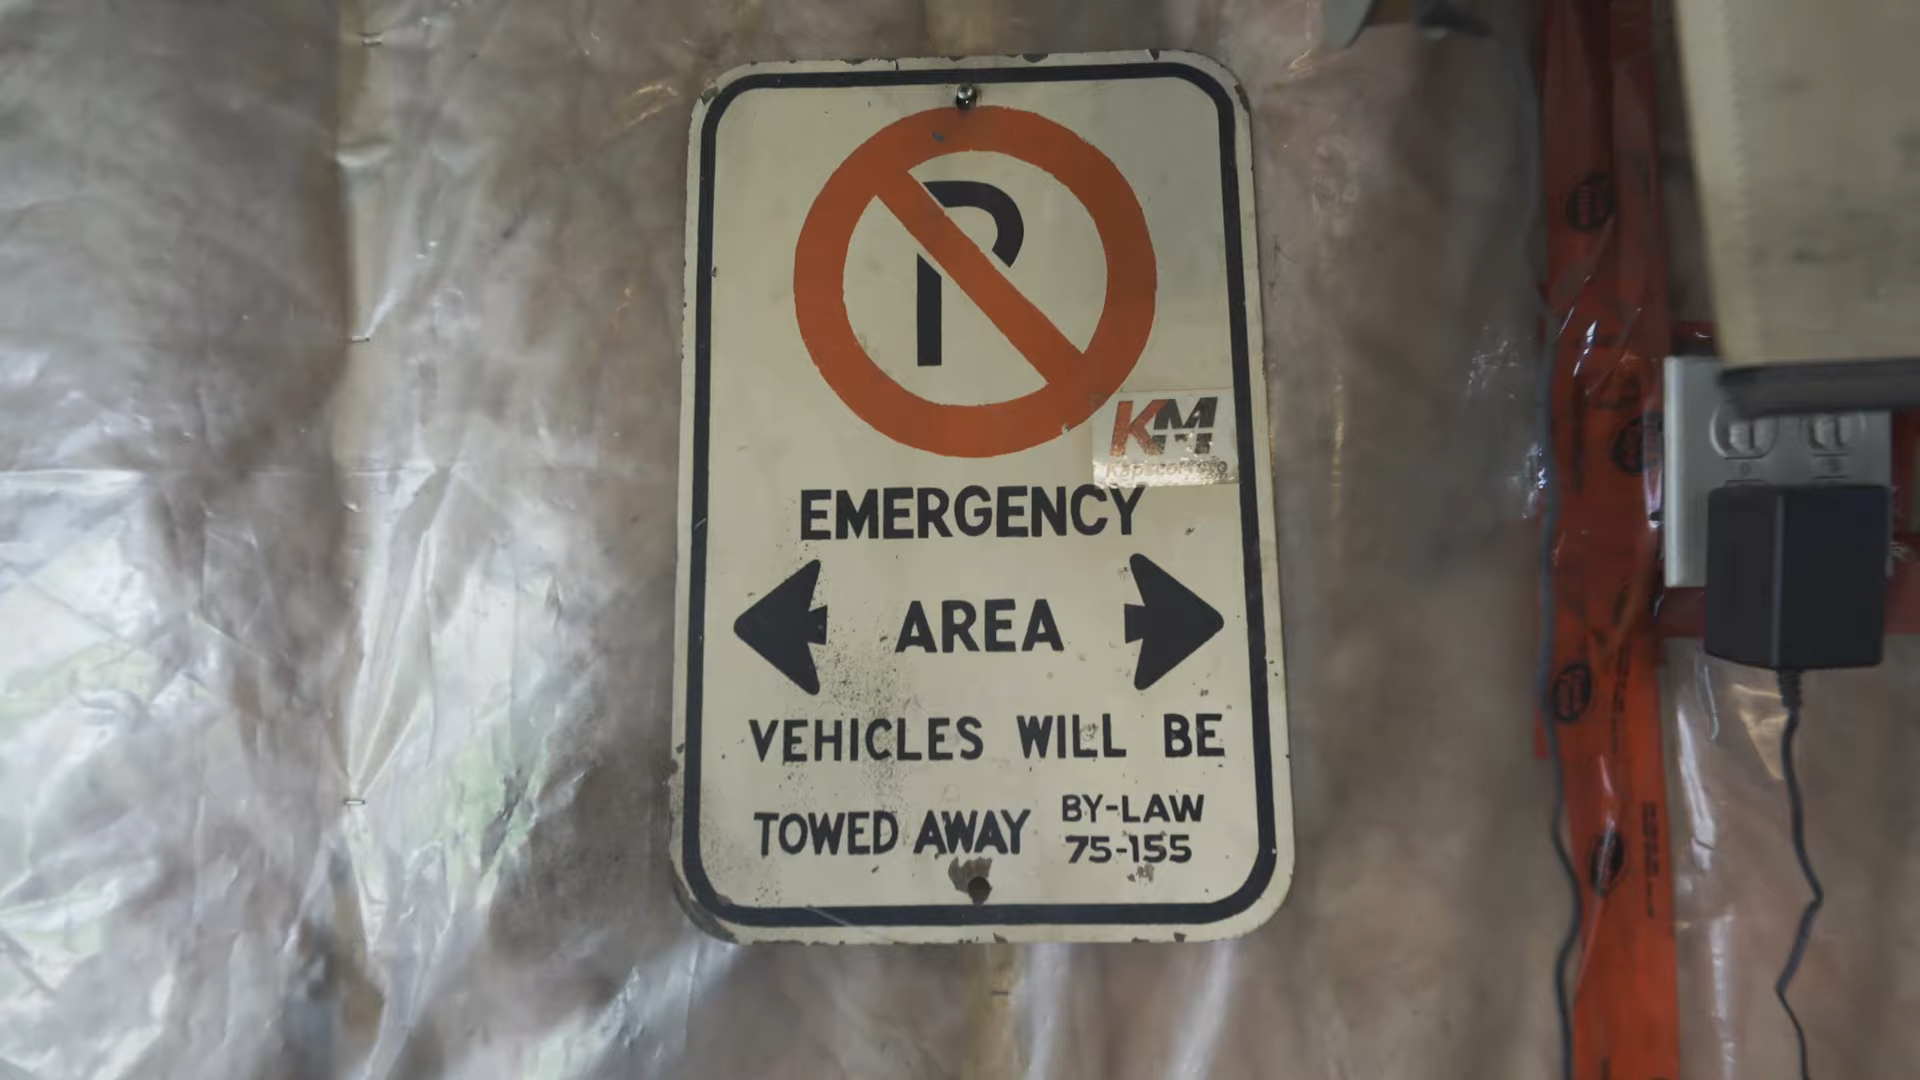 P
KM
EMERGENCY
AREA
VEHICLES WILL BE
TOWED AWAY
BY-LAW
75-155